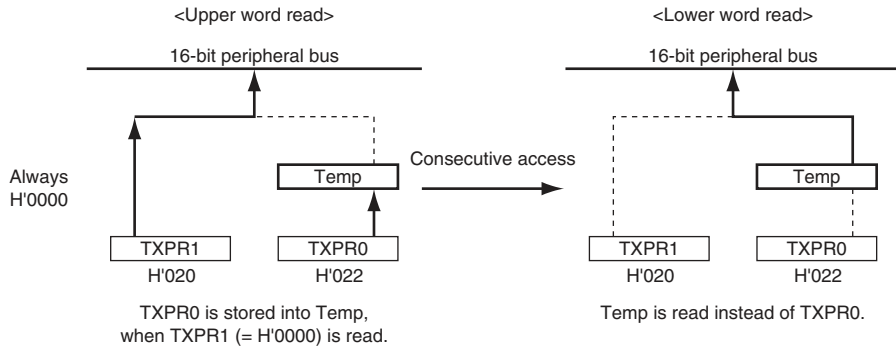 <Upper word read>
16-bit peripheral bus
Always
H'0000
Temp
TXPR1
TXPR0
H'020
H'022
TXPR0 is stored into Temp,
when TXPR1 (= H'0000) is read.
Consecutive access
<Lower word read>
16-bit peripheral bus
Temp
TXPR1
TXPR0
H'020
H'022
Temp is read instead of TXPR0.